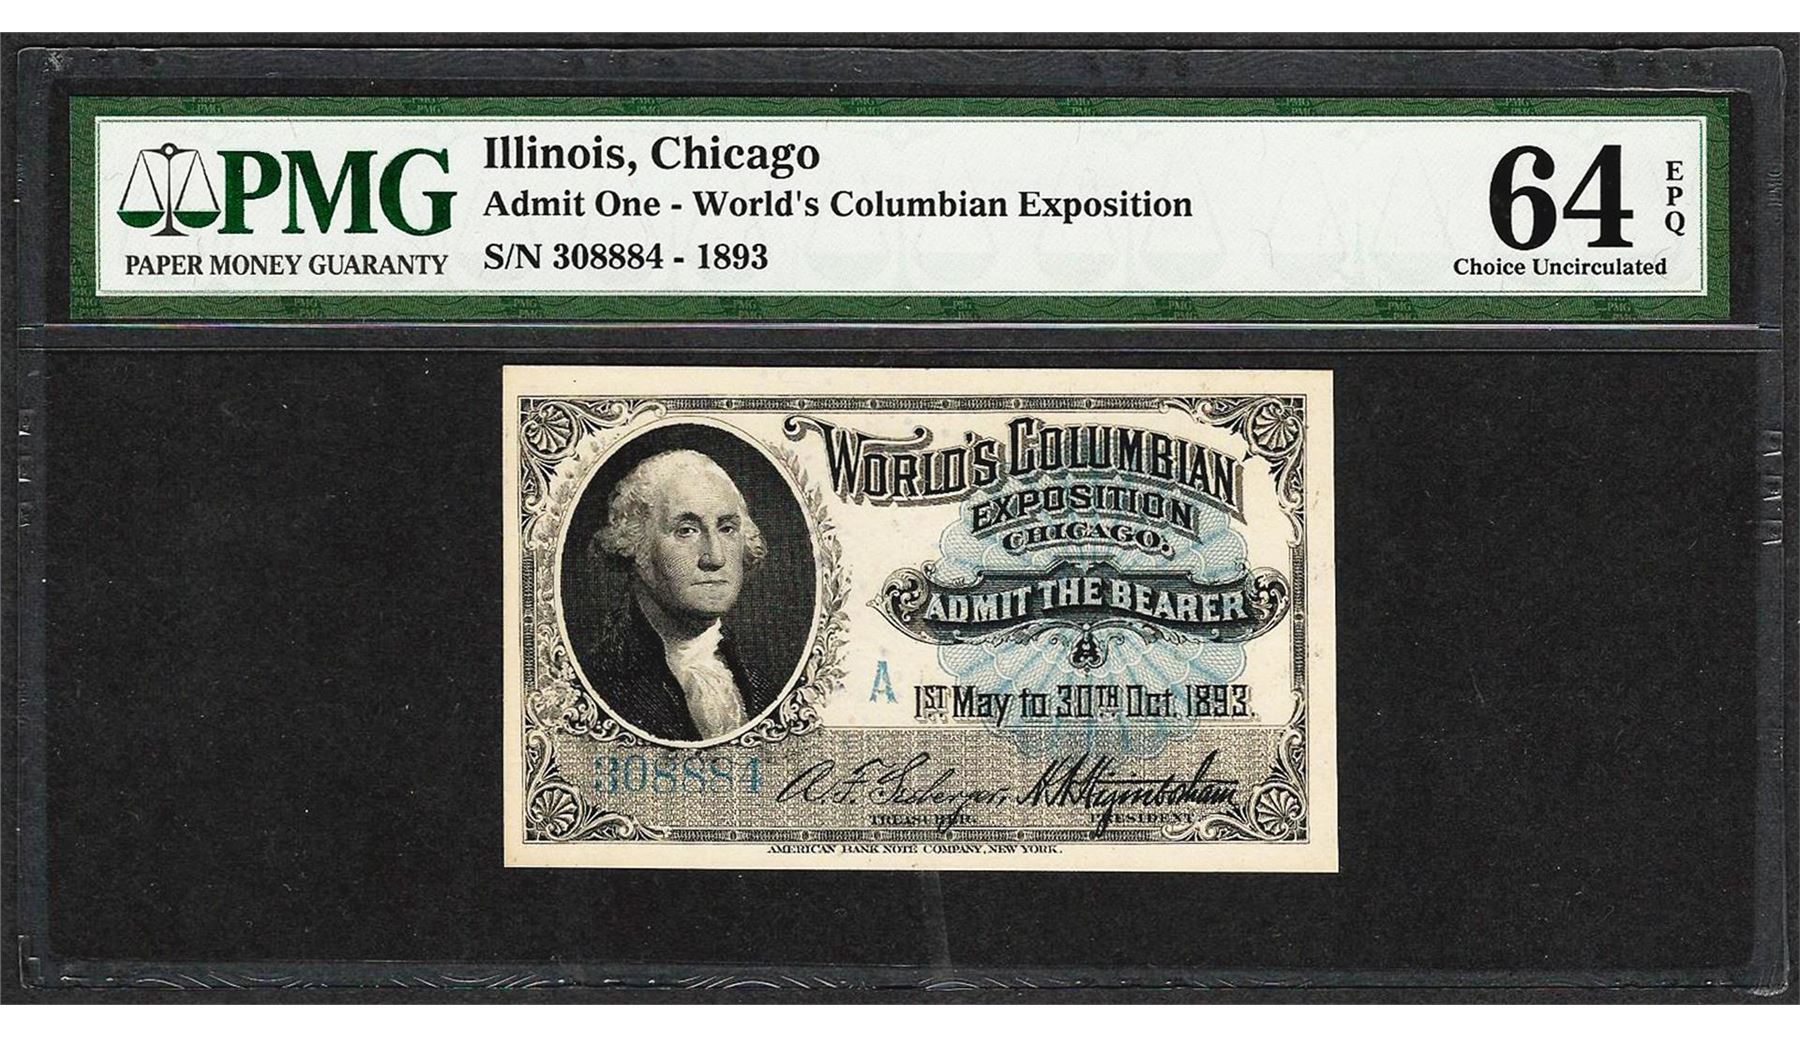 PMG
PAPER MONEY GUARANTY
Illinois, Chicago
Admit One - World's Columbian Exposition
S/N 308884 - 1893
64
EPQ
Choice Uncirculated
WORLD'S COLUMBIAN
EXPOSITION
CHICAGO.
ADMIT THE BEARER
A
A 1ST May to 30TH Oct. 1893.
308884
A. F. Seeberger, H. N. Higinbotham
TREASURER. PRESIDENT
AMERICAN BANK NOTE COMPANY, NEW YORK.